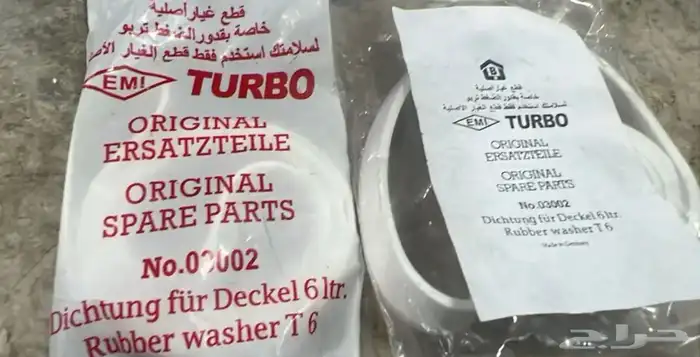 قطع غيار أصلية
خاصة بقدور الضغط تربو
لسلامتك استخدم فقط قطع الغيار الأص
EMI TURBO
ORIGINAL
ERSATZTEILE
ORIGINAL
SPARE PARTS
No.03002
Dichtung für Deckel 6 ltr.
Rubber washer T 6
قطع غيار أصلية
خاصة بقدور الضغط تربو
لسلامتك استخدم فقط قطع الغيار الاصلية
EMI TURBO
ORIGINAL
ERSATZTEILE
ORIGINAL
SPARE PARTS
No.03002
Dichtung für Deckel 6 ltr.
Rubber washer T 6
Made in Germany
حراج